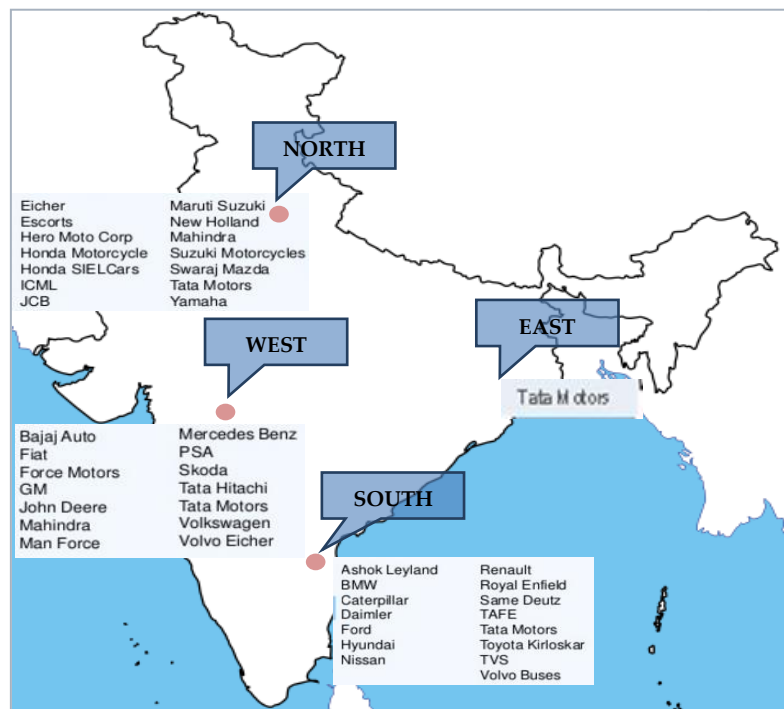 NORTH
Eicher
Escorts
Hero Moto Corp
Honda Motorcycle
Honda SIELCars
ICML
JCB
Maruti Suzuki
New Holland
Mahindra
Suzuki Motorcycles
Swaraj Mazda
Tata Motors
Yamaha
EAST
Tata Motors
WEST
Bajaj Auto
Fiat
Force Motors
GM
John Deere
Mahindra
Man Force
Mercedes Benz
PSA
Skoda
Tata Hitachi
Tata Motors
Volkswagen
Volvo Eicher
SOUTH
Ashok Leyland
BMW
Caterpillar
Daimler
Ford
Hyundai
Nissan
Renault
Royal Enfield
Same Deutz
TAFE
Tata Motors
Toyota Kirloskar
TVS
Volvo Buses